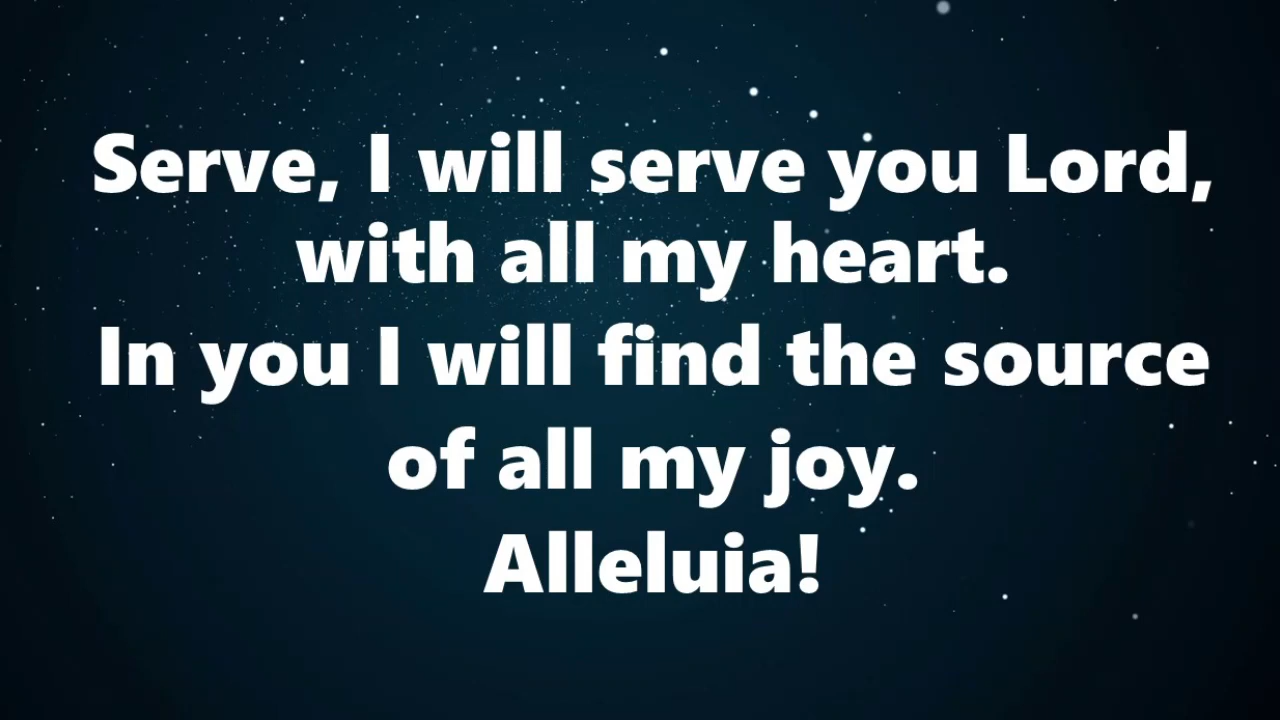 Serve, I will serve you Lord,
with all my heart.
In you I will find the source
of all my joy.
Alleluia!